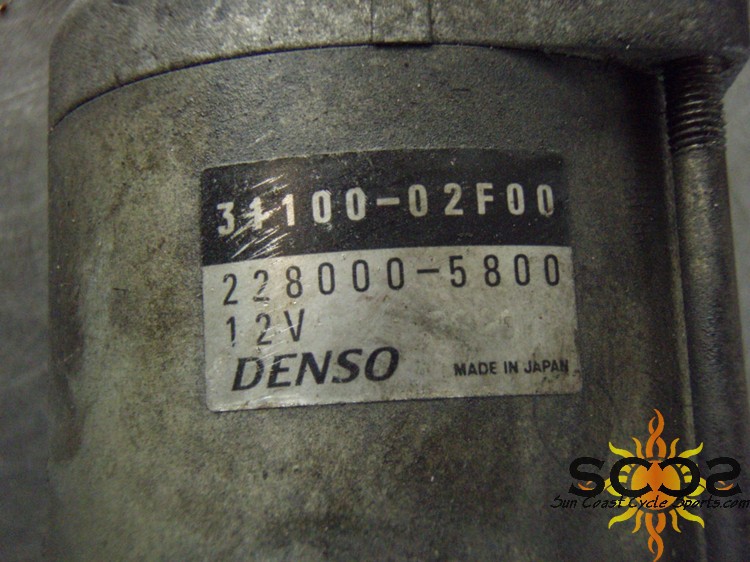 31100-02F00
228000-5800
12V
DENSO MADE IN JAPAN
SCCS
Sun Coast Cycle Sports.com